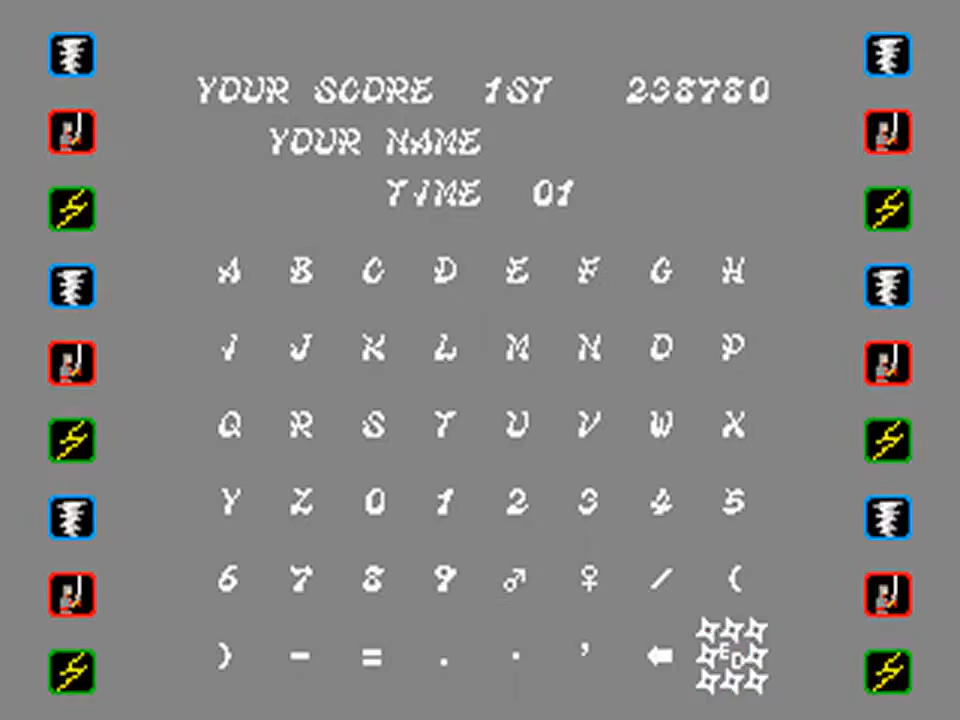 YOUR SCORE 1ST 238780
YOUR NAME
TIME 01
A B C D E F G H
I J K L M N O P
Q R S T U V W X
Y Z 0 1 2 3 4 5
6 7 8 9 ♂ ♀ / (
) - = . · ’ ← ED